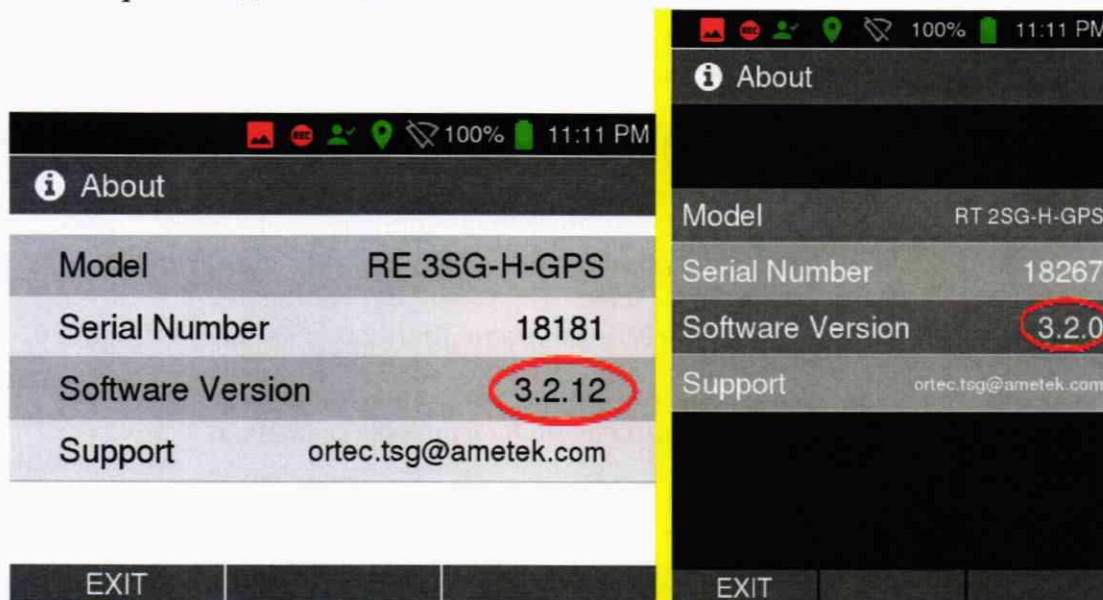 100% 11:11 PM
About
Model RE 3SG-H-GPS
Serial Number 18181
Software Version 3.2.12
Support ortec.tsg@ametek.com
EXIT
REC 100% 11:11 PM
About
Model RT 2SG-H-GPS
Serial Number 18267
Software Version 3.2.0
Support ortec.tsg@ametek.com
EXIT